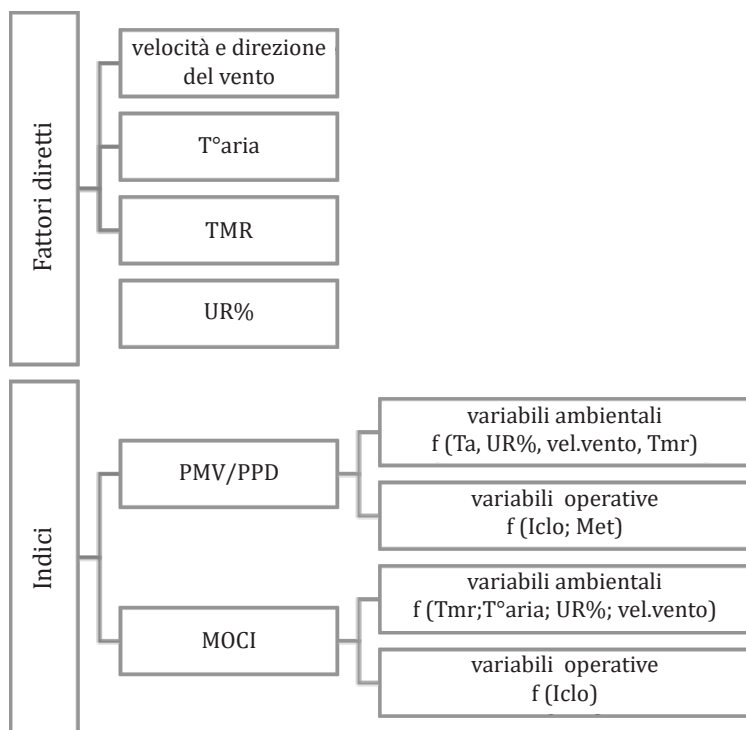 Fattori diretti
velocità e direzione
del vento
T°aria
TMR
UR%
Indici
PMV/PPD
variabili ambientali
f (Ta, UR%, vel.vento, Tmr)
variabili operative
f (Iclo; Met)
MOCI
variabili ambientali
f (Tmr;T°aria; UR%; vel.vento)
variabili operative
f (Iclo)